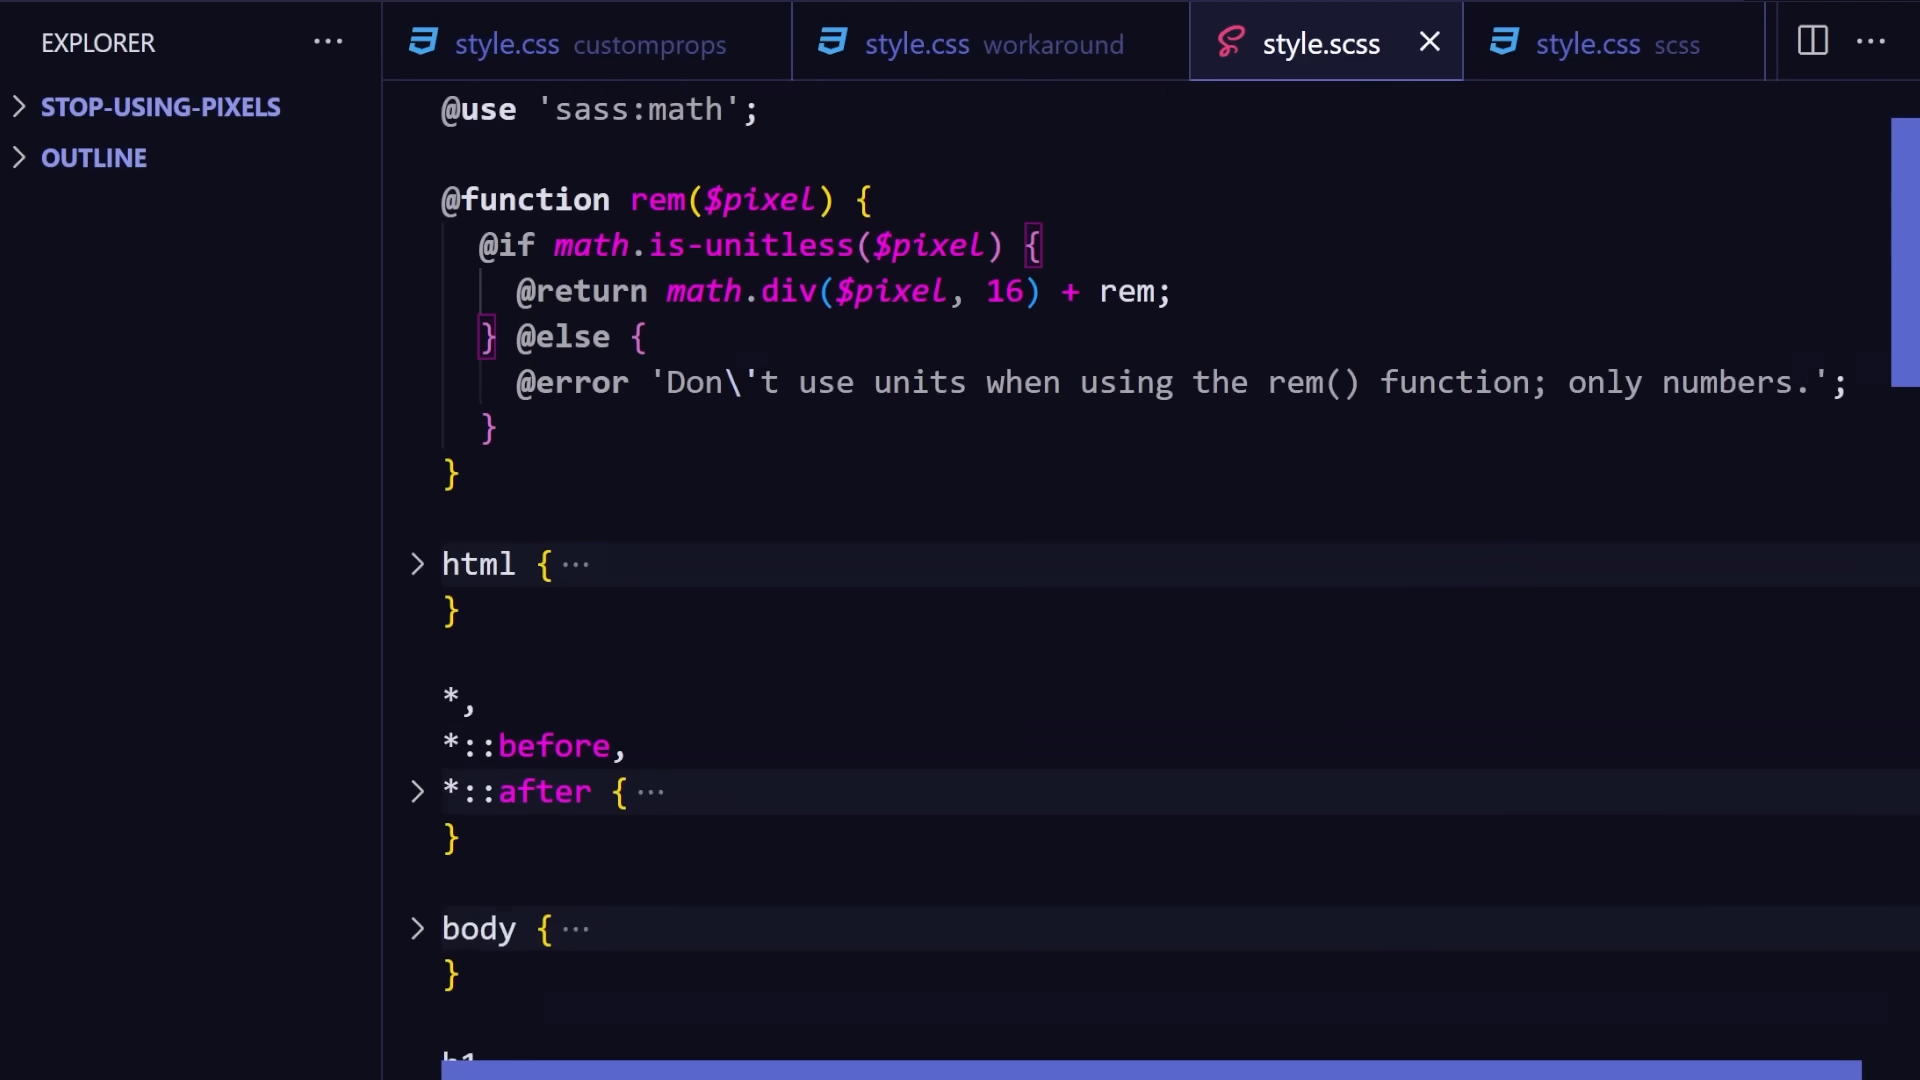 EXPLORER ···
STOP-USING-PIXELS
OUTLINE
style.css customprops
style.css workaround
style.scss
style.css scss
@use 'sass:math';
@function rem($pixel) {
@if math.is-unitless($pixel) {
@return math.div($pixel, 16) + rem;
} @else {
@error 'Don\'t use units when using the rem() function; only numbers.';
}
}
html { ···
}
*,
*::before,
*::after { ···
}
body { ···
}
h1